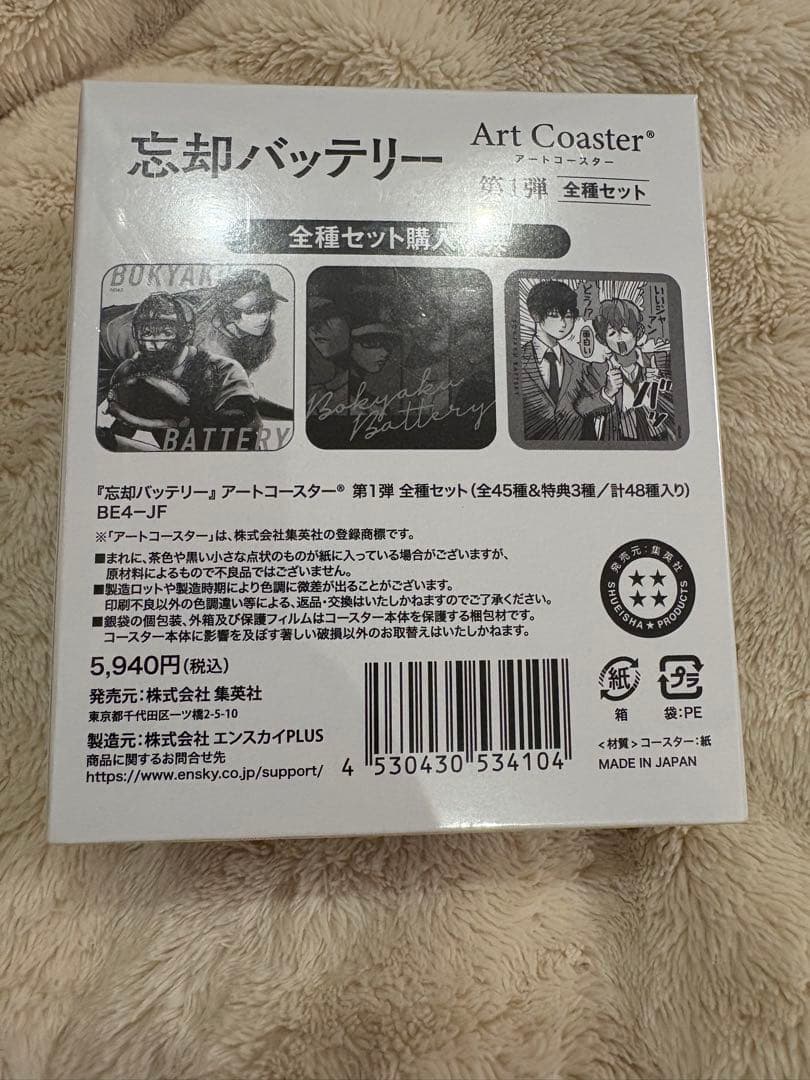 忘却バッテリー
Art Coaster®
アートコースター
第1弾 全種セット
全種セット購入
BOKYAKU
BATTERY
Bokyaku
Battery
どう!?
面白い
いいジャーアン
『忘却バッテリー』 アートコースター® 第1弾 全種セット(全45種&特典3種/計48種入り)
BE4-JF
※「アートコースター」は、株式会社集英社の登録商標です。
■まれに、茶色や黒い小さな点状のものが紙に入っている場合がございますが、
原材料によるもので不良品ではございません。
■製造ロットや製造時期により色調に微差が出ることがございます。
印刷不良以外の色調違い等による、返品・交換はいたしかねますのでご了承ください。
■銀袋の個包装、外箱及び保護フィルムはコースター本体を保護する梱包材です。
コースター本体に影響を及ぼす著しい破損以外のお取替えはいたしかねます。
発売元:集英社
SHUEISHA★PRODUCTS
5,940円(税込)
発売元:株式会社 集英社
東京都千代田区一ツ橋2-5-10
製造元:株式会社 エンスカイPLUS
商品に関するお問合せ先
https://www.ensky.co.jp/support/
4 530430 534104
紙
箱
プラ
袋:PE
<材質>コースター:紙
MADE IN JAPAN